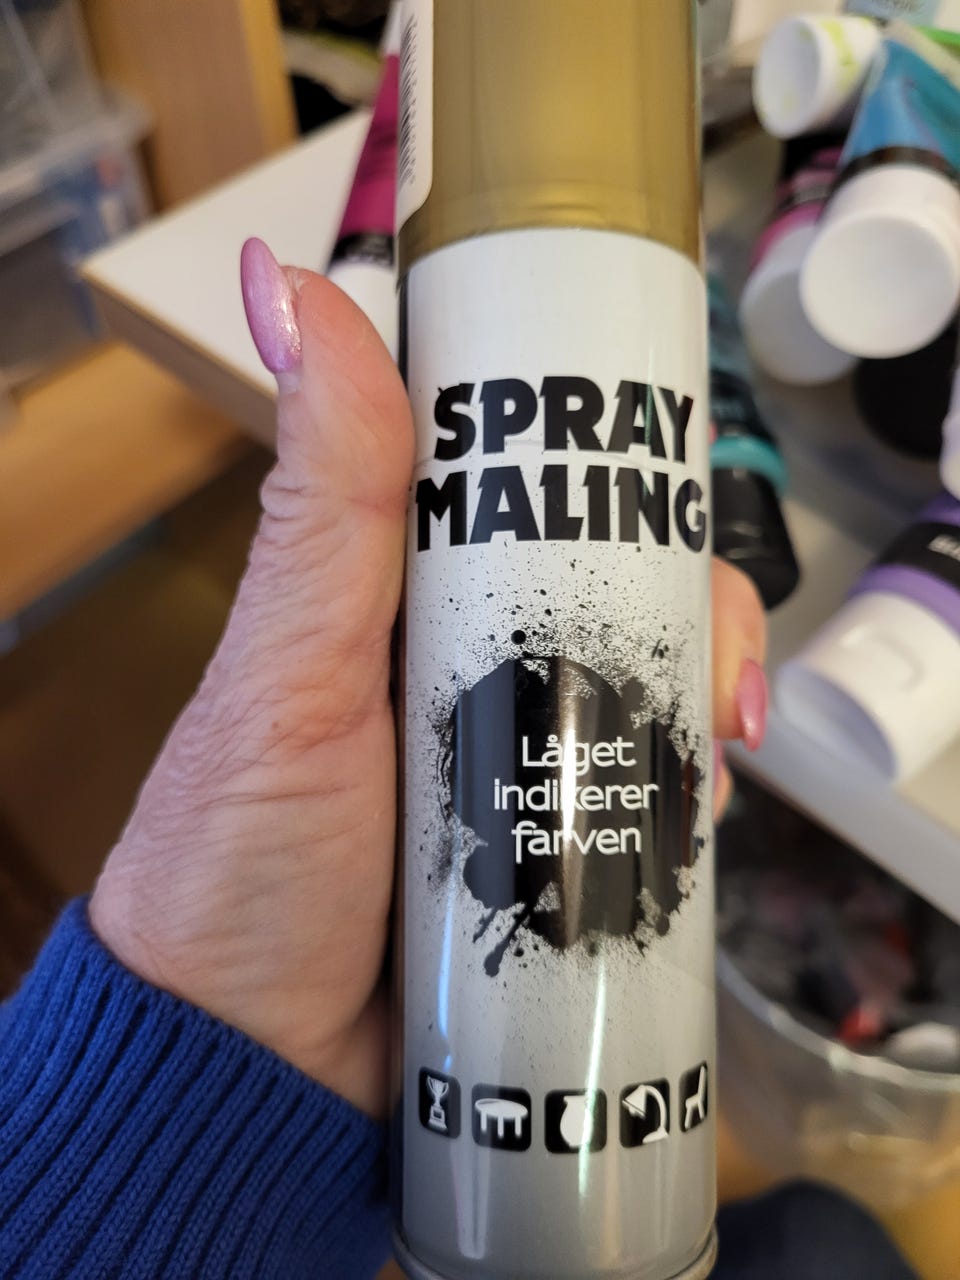 SPRAY
MALING
Låget
indikerer
farven